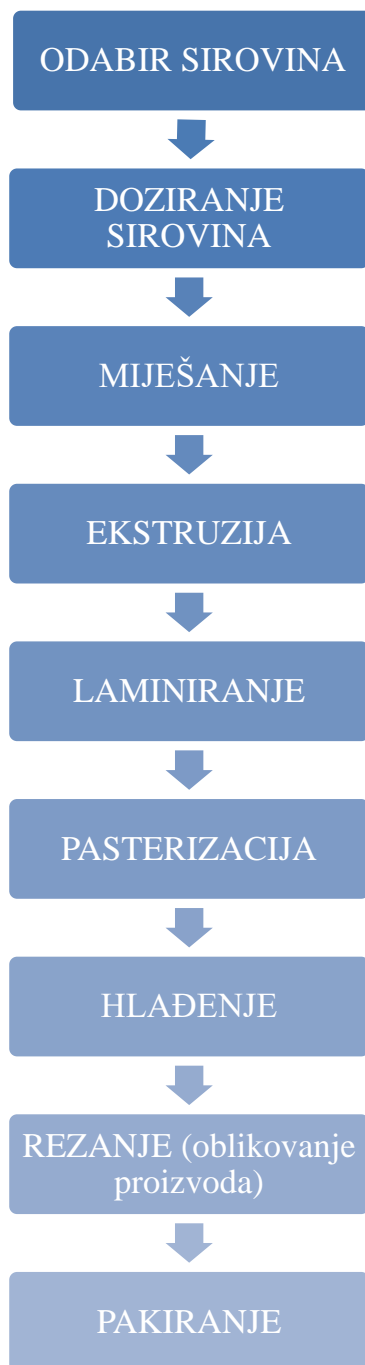 ODABIR SIROVINA
DOZIRANJE
SIROVINA
MIJEŠANJE
EKSTRUZIJA
LAMINIRANJE
PASTERIZACIJA
HLAĐENJE
REZANJE (oblikovanje
proizvoda)
PAKIRANJE